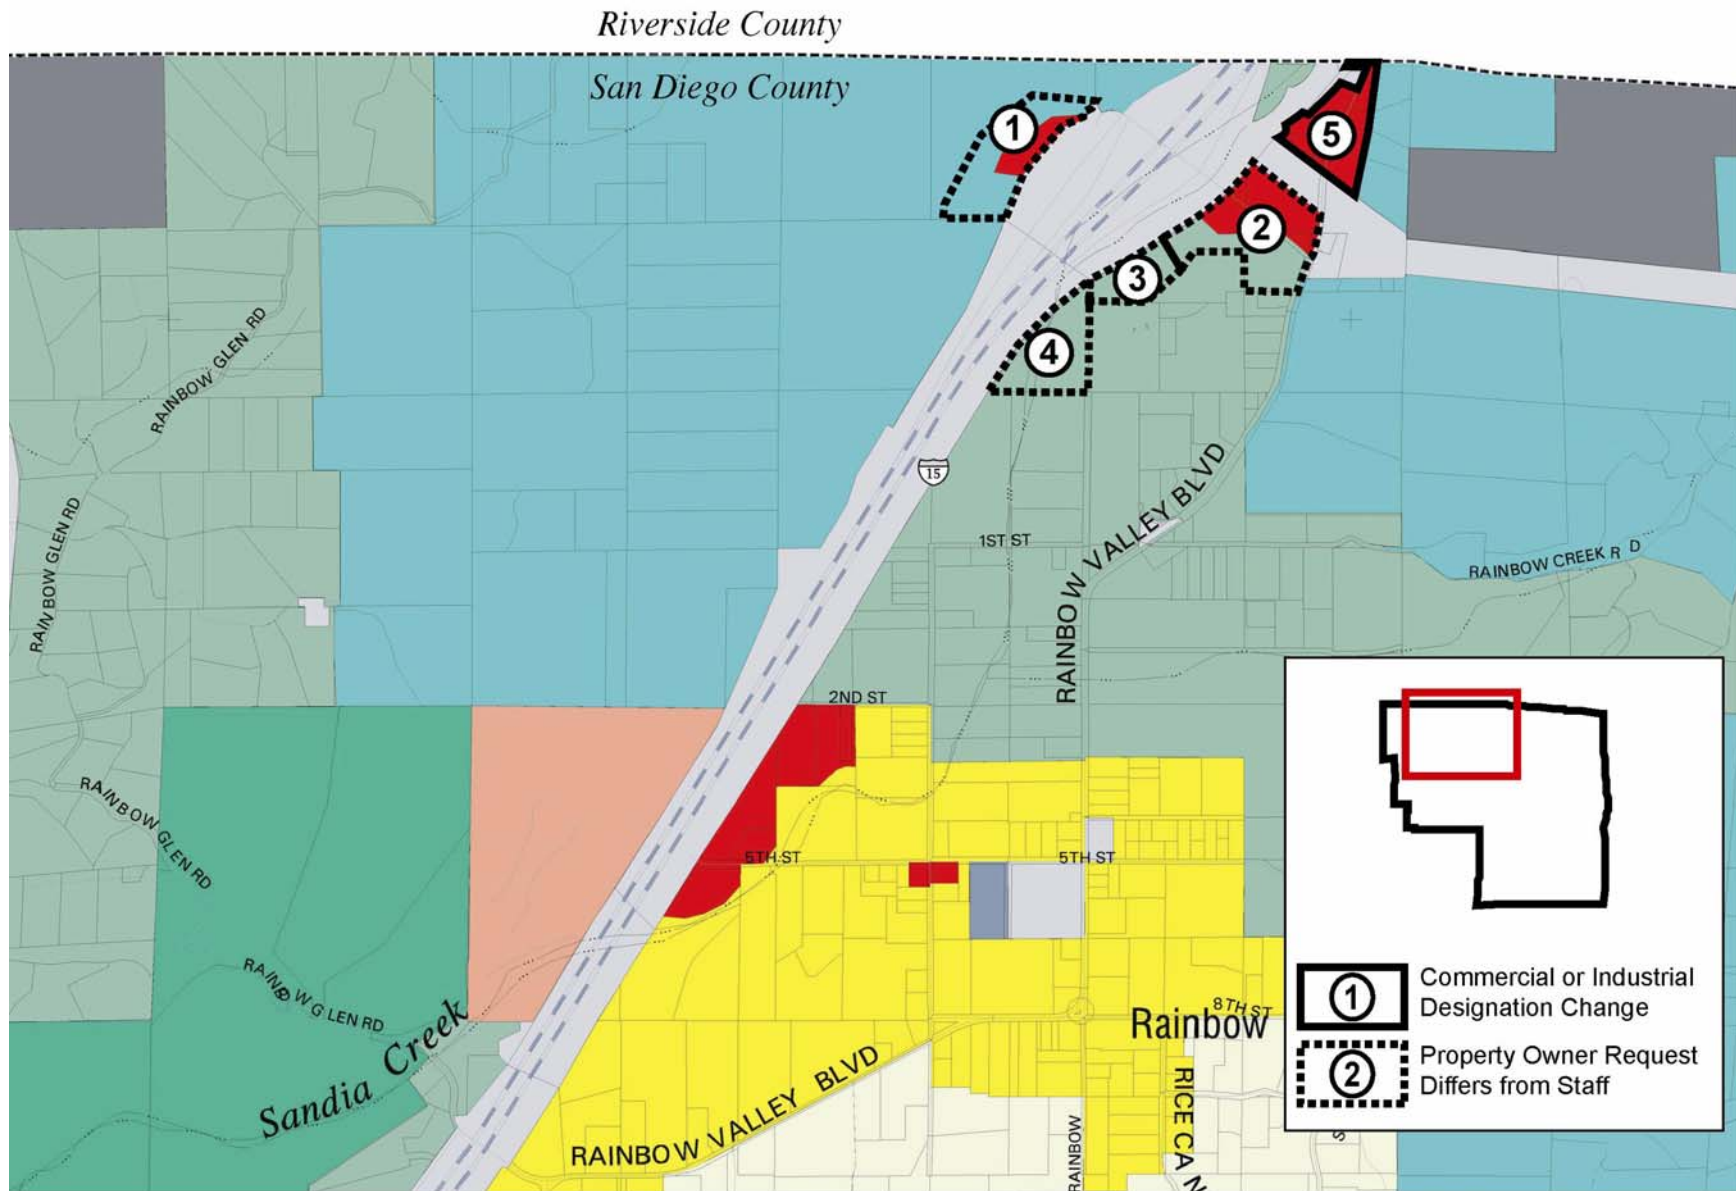 Riverside County
San Diego County
1
5
2
3
4
RAINBOW GLEN RD
15
RAINBOW VALLEY BLVD
RAINBOW GLEN RD
1ST ST
RAINBOW CREEK R D
2ND ST
RAINBOW GLEN RD
5TH ST
5TH ST
RAINBOW GLEN RD
Sandia Creek
8TH ST
Rainbow
RAINBOW VALLEY BLVD
RAINBOW
RICE CAN
S
1
Commercial or Industrial
Designation Change
2
Property Owner Request
Differs from Staff